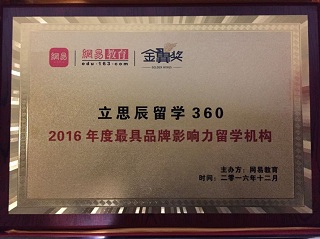 網易 網易教育 金翼奖
edu·163·com
立思辰留学360
2016年度最具品牌影响力留学机构
主办方：网易教育
时间：二零一六年十二月